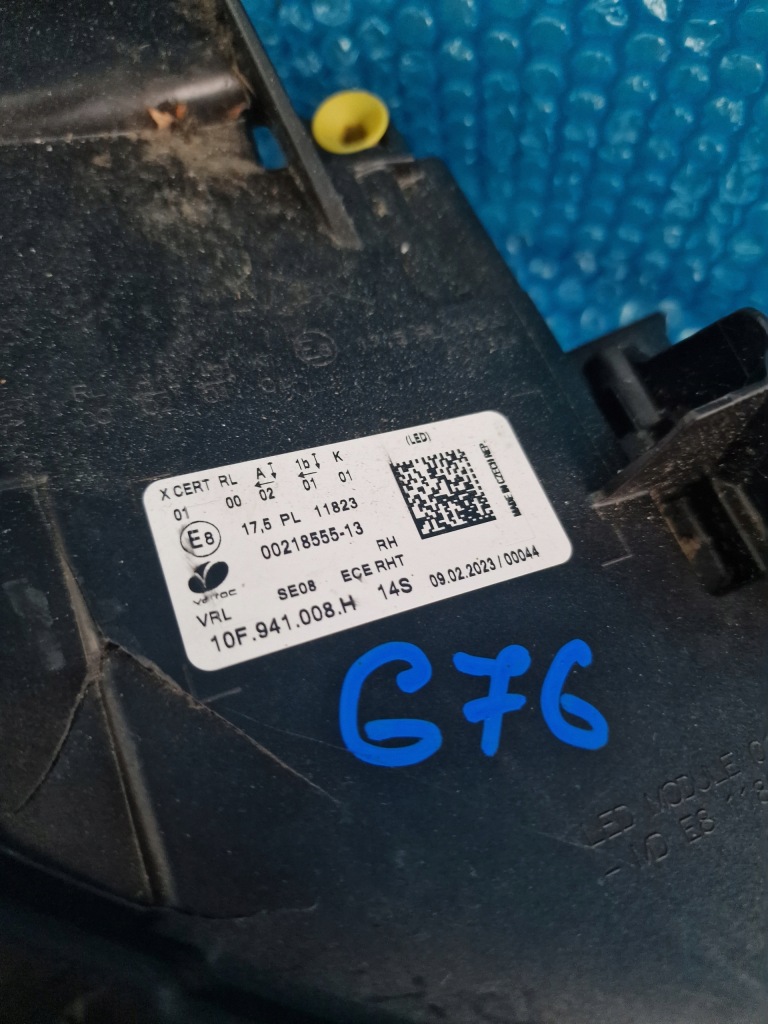 (LED)
X CERT RL A 1b K
01 00 02 01 01
E8 17,5 PL 11823
MADE IN CZECH REP.
00218555-13
RH
VRL SE08 ECE RHT
10F.941.008.H 14S 09.02.2023/00044
G76
LED MODULE
E8